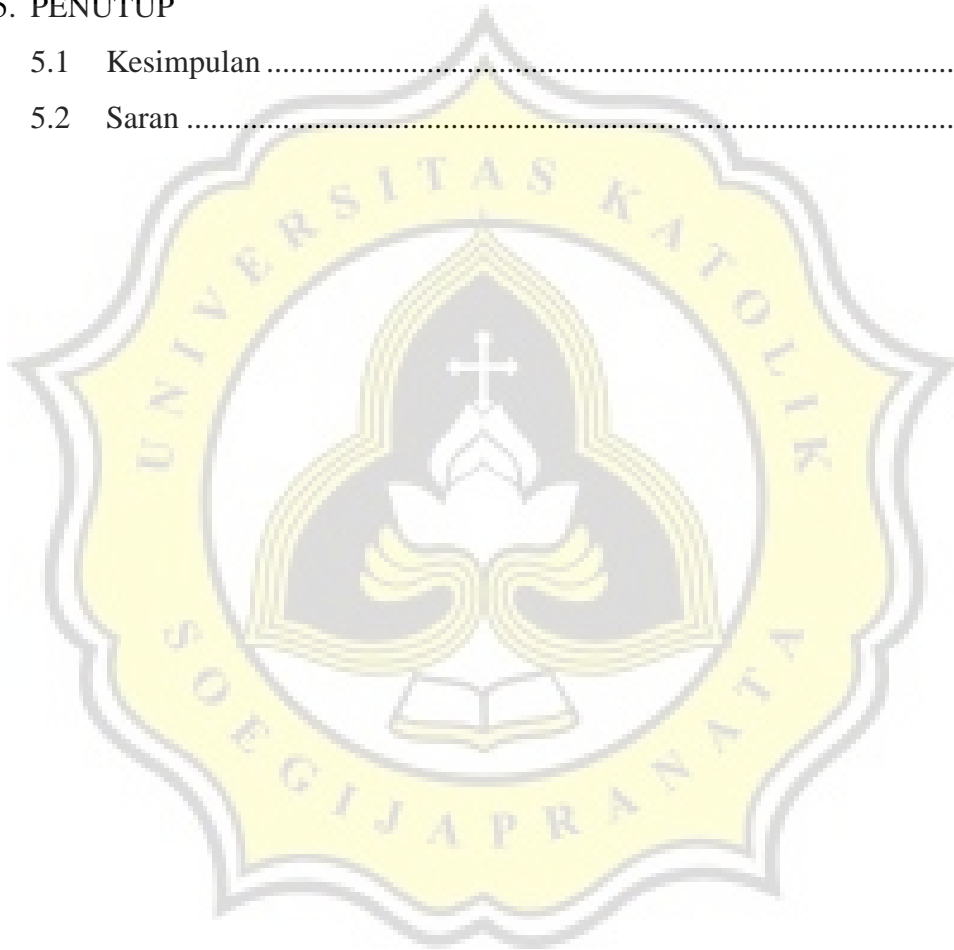 5. PENUTUP
5.1 Kesimpulan ........................................................................................................
5.2 Saran ........................................................................................................
UNIVERSITAS KATOLIK
SOEGIJAPRANATA